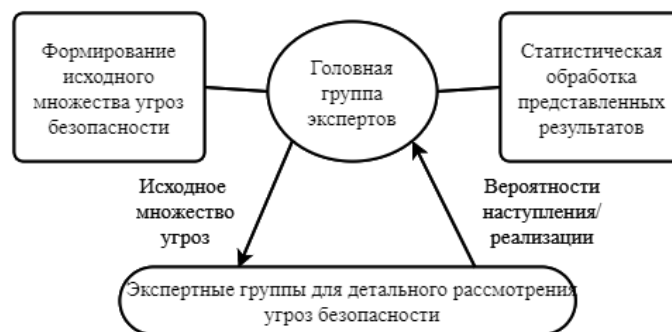 Формирование
исходного
множества угроз
безопасности
Головная
группа
экспертов
Статистическая
обработка
представленных
результатов
Исходное
множество
угроз
Вероятности
наступления/
реализации
Экспертные группы для детального рассмотрения
угроз безопасности